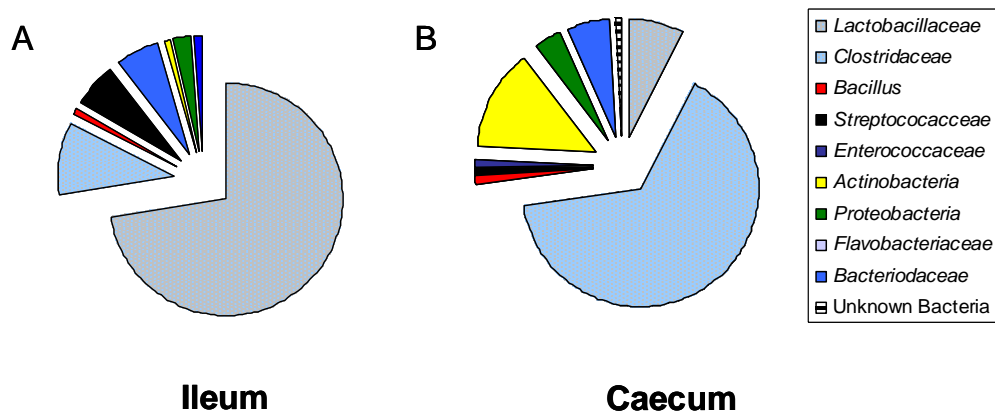 A
B
Lactobacillaceae
Clostridaceae
Bacillus
Streptococacceae
Enterococcaceae
Actinobacteria
Proteobacteria
Flavobacteriaceae
Bacteriodaceae
Unknown Bacteria
Ileum
Caecum